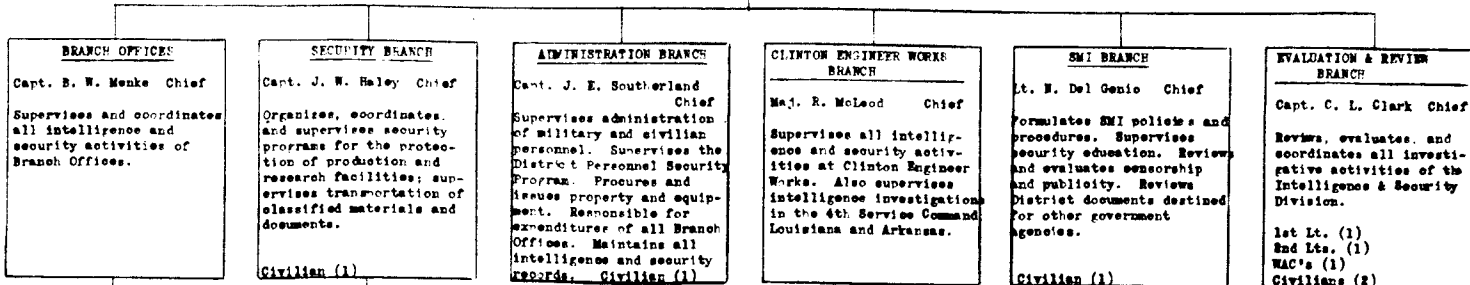 BRANCH OFFICES
Capt. B. W. Menke Chief
Supervises and coordinates
all intelligence and
security activities of
Branch Offices.
SECURITY BRANCH
Capt. J. W. Haley Chief
Organizes, coordinates,
and supervises security
programs for the protec-
tion of production and
research facilities; sup-
ervises transportation of
classified materials and
documents.
Civilian (1)
ADMINISTRATION BRANCH
Capt. J. E. Southerland
Chief
Supervises administration
of military and civilian
personnel. Supervises the
District Personnel Security
Program. Procures and
issues property and equip-
ment. Responsible for
expenditures of all Branch
Offices. Maintains all
intelligence and security
records. Civilian (1)
CLINTON ENGINEER WORKS
BRANCH
Maj. R. McLeod Chief
Supervises all intellig-
ence and security activ-
ities at Clinton Engineer
Works. Also supervises
intelligence investigations
in the 4th Service Command
Louisiana and Arkansas.
SMI BRANCH
Lt. N. Del Genio Chief
Formulates SMI policies and
procedures. Supervises
security education. Reviews
and evaluates censorship
and publicity. Reviews
District documents destined
for other government
agencies.
Civilian (1)
EVALUATION & REVIEW
BRANCH
Capt. C. L. Clark Chief
Reviews, evaluates, and
coordinates all investi-
gative activities of the
Intelligence & Security
Division.
1st Lt. (1)
2nd Lts. (1)
WAC's (1)
Civilians (2)